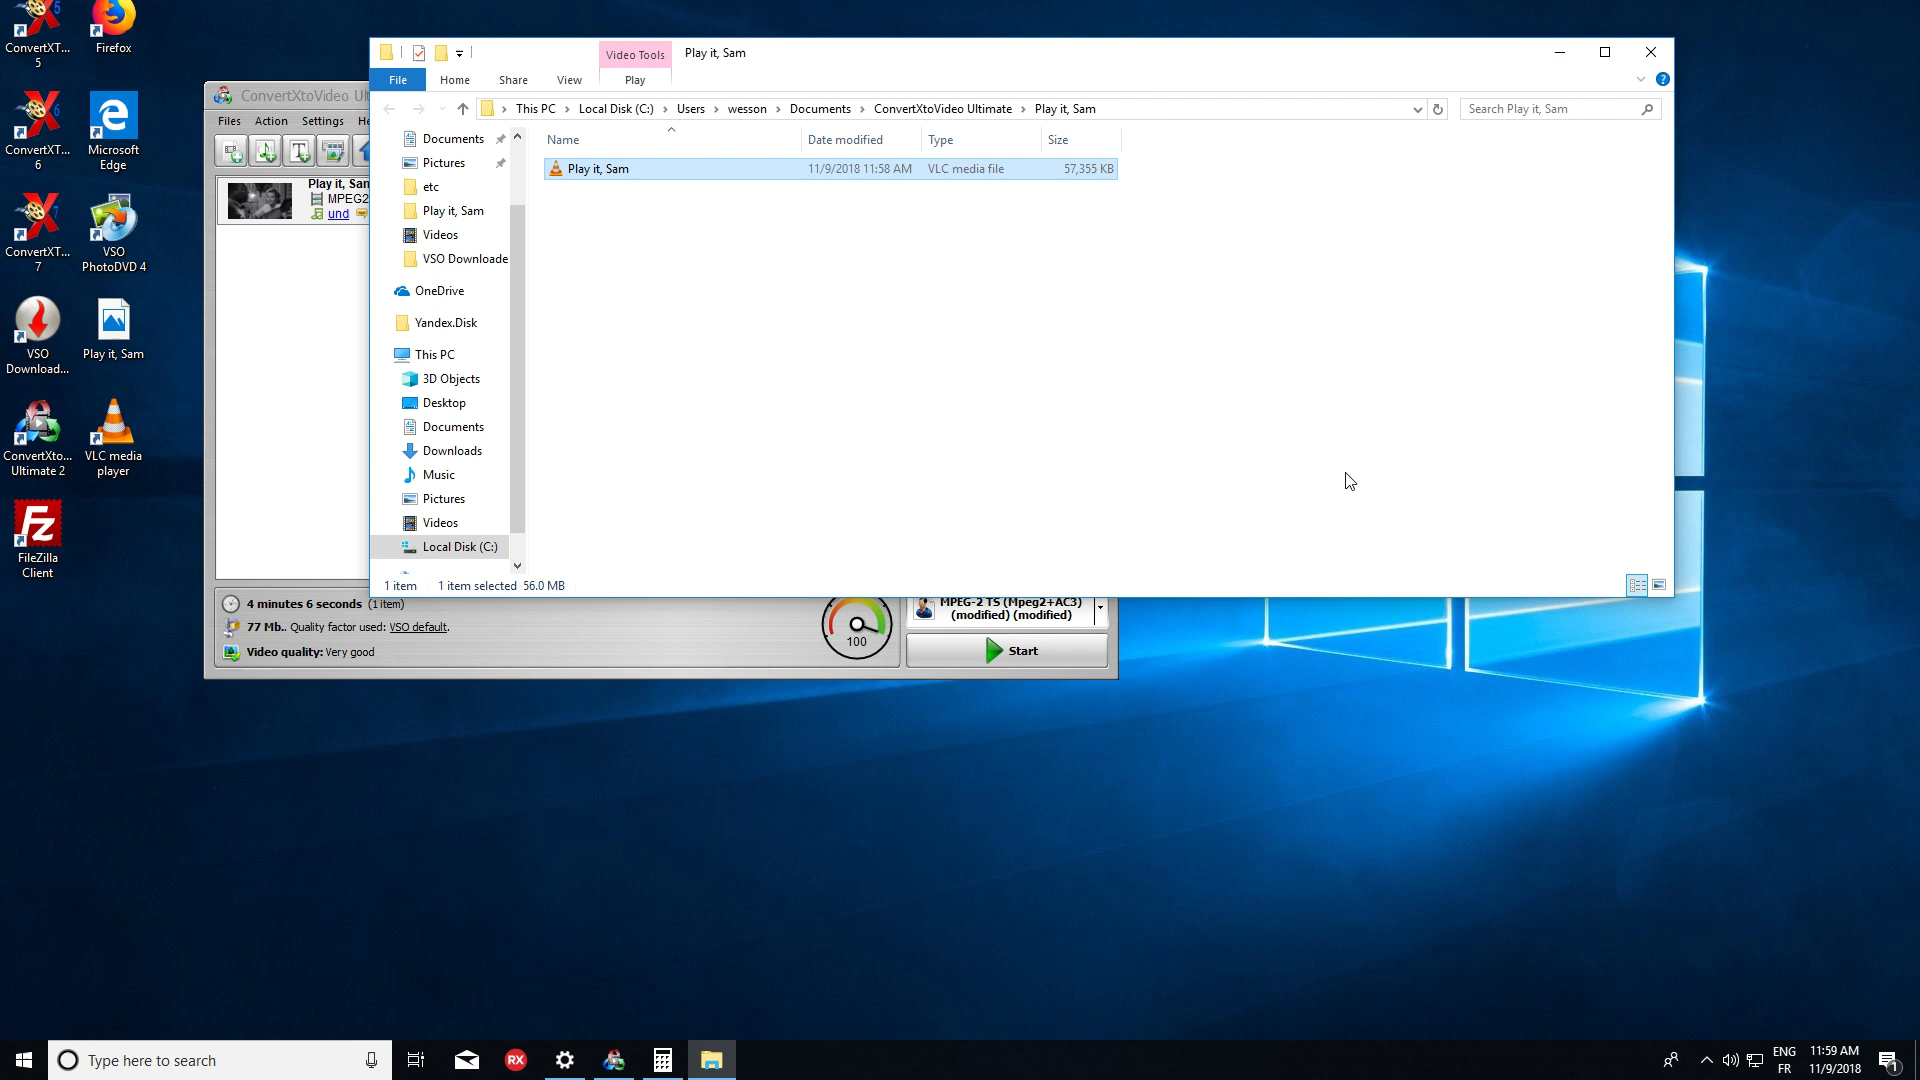 ConvertXT...
5
Firefox
ConvertXT...
6
Microsoft
Edge
ConvertXT...
7
VSO
PhotoDVD 4
VSO
Download...
Play it, Sam
ConvertXto...
Ultimate 2
VLC media
player
FileZilla
Client
ConvertXtoVideo Ul
Files Action Settings He
Play it, Sam
MPEG2
und
Video Tools
Play it, Sam
File Home Share View Play
This PC Local Disk (C:) Users wesson Documents ConvertXtoVideo Ultimate Play it, Sam
Search Play it, Sam
Documents
Pictures
etc
Play it, Sam
Videos
VSO Downloade
OneDrive
Yandex.Disk
This PC
3D Objects
Desktop
Documents
Downloads
Music
Pictures
Videos
Local Disk (C:)
Name Date modified Type Size
Play it, Sam 11/9/2018 11:58 AM VLC media file 57,355 KB
1 item 1 item selected 56.0 MB
4 minutes 6 seconds (1 item)
77 Mb.. Quality factor used: VSO default.
Video quality: Very good
100
MPEG-2 TS (Mpeg2+AC3)
(modified) (modified)
Start
Type here to search
RX
ENG
FR
11:59 AM
11/9/2018
1